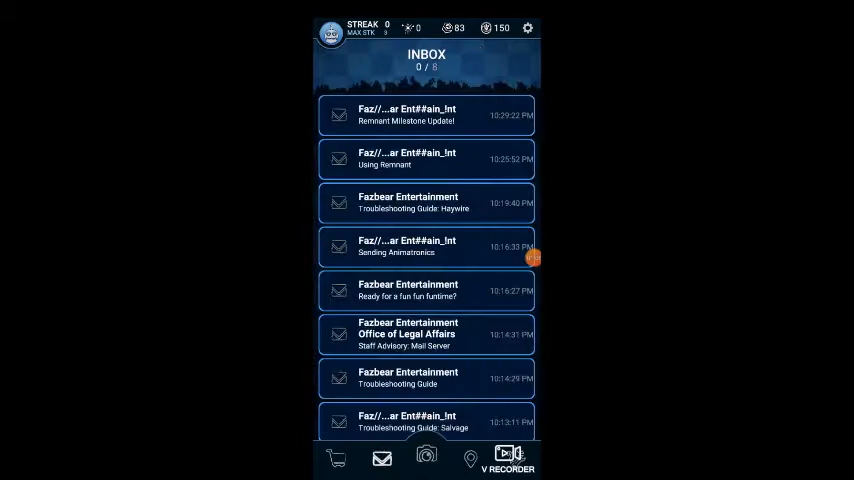 STREAK 0
MAX STK 3
0
83
150
INBOX
0 / 8
Faz//...ar Ent##ain_!nt
Remnant Milestone Update!
10:29:22 PM
Faz//...ar Ent##ain_!nt
Using Remnant
10:25:52 PM
Fazbear Entertainment
Troubleshooting Guide: Haywire
10:19:40 PM
Faz//...ar Ent##ain_!nt
Sending Animatronics
10:16:33 PM
Fazbear Entertainment
Ready for a fun fun funtime?
10:16:27 PM
Fazbear Entertainment
Office of Legal Affairs
Staff Advisory: Mail Server
10:14:31 PM
Fazbear Entertainment
Troubleshooting Guide
10:14:29 PM
Faz//...ar Ent##ain_!nt
Troubleshooting Guide: Salvage
10:13:11 PM
V RECORDER